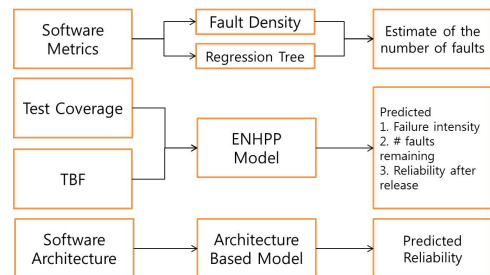 Software
Metrics
Fault Density
Regression Tree
Estimate of the
number of faults
Test Coverage
TBF
ENHPP
Model
Predicted
1. Failure intensity
2. # faults
remaining
3. Reliability after
release
Software
Architecture
Architecture
Based Model
Predicted
Reliability